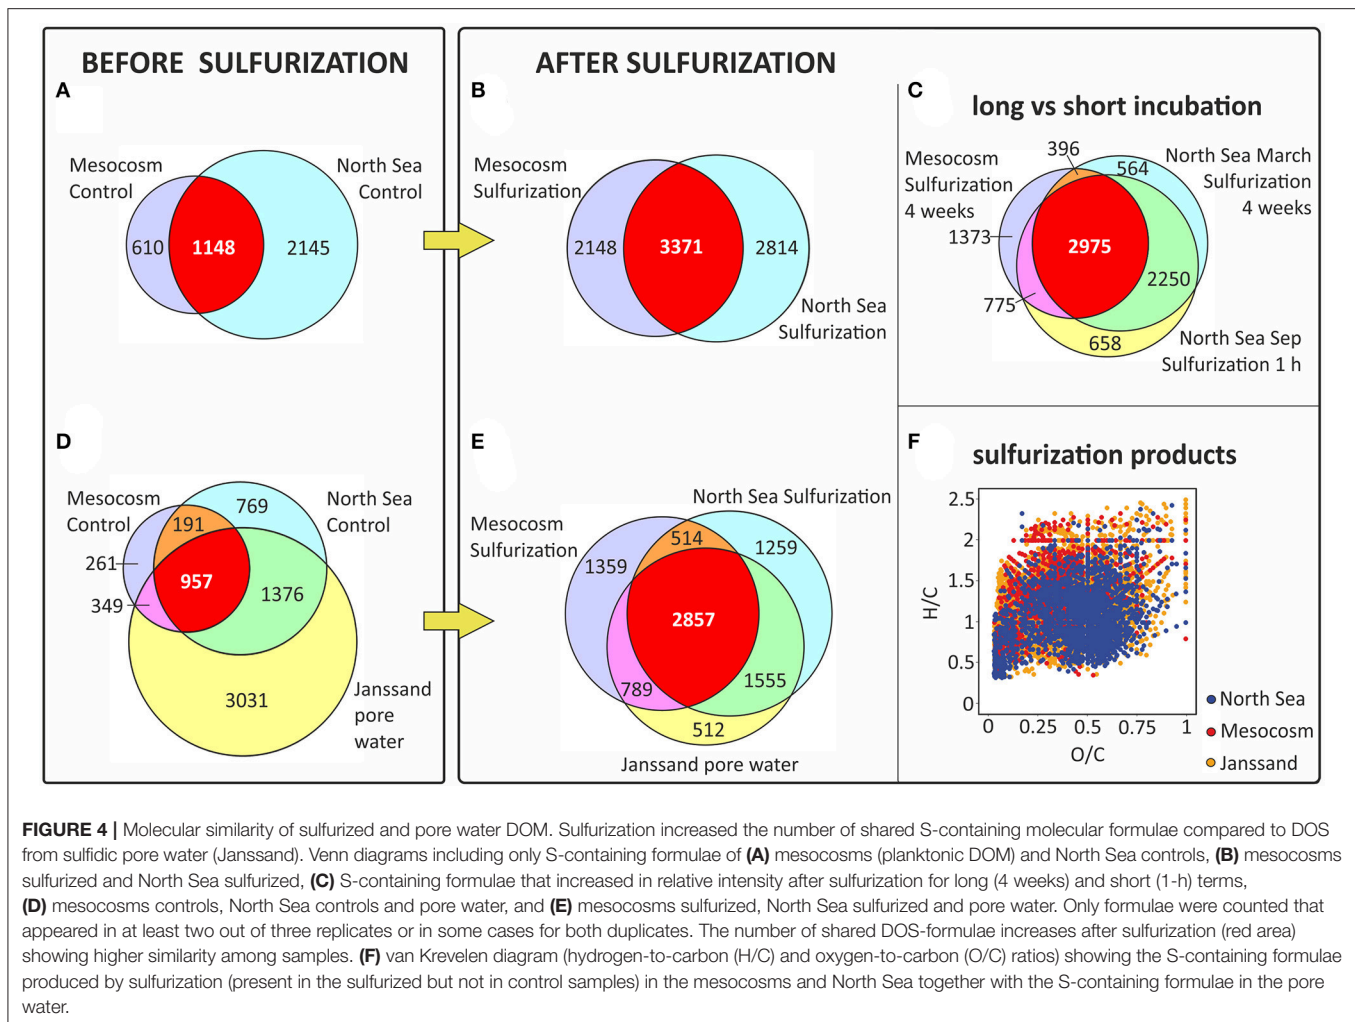 BEFORE SULFURIZATION
A
Mesocosm
Control
North Sea
Control
610
1148
2145
AFTER SULFURIZATION
B
Mesocosm
Sulfurization
2148
3371
2814
North Sea
Sulfurization
C
long vs short incubation
396
Mesocosm
Sulfurization
4 weeks
564
North Sea March
Sulfurization
4 weeks
1373
2975
2250
775
658
North Sea Sep
Sulfurization 1 h
D
Mesocosm
Control
769
North Sea
Control
191
261
957
1376
349
3031
Janssand
pore
water
E
North Sea Sulfurization
Mesocosm
Sulfurization
514
1359
1259
2857
789
1555
512
Janssand pore water
F
sulfurization products
2.5
2
1.5
1
0.5
0
H/C
0 0.25 0.5 0.75 1
O/C
North Sea
Mesocosm
Janssand
FIGURE 4 | Molecular similarity of sulfurized and pore water DOM. Sulfurization increased the number of shared S-containing molecular formulae compared to DOS
from sulfidic pore water (Janssand). Venn diagrams including only S-containing formulae of (A) mesocosms (planktonic DOM) and North Sea controls, (B) mesocosms
sulfurized and North Sea sulfurized, (C) S-containing formulae that increased in relative intensity after sulfurization for long (4 weeks) and short (1-h) terms,
(D) mesocosms controls, North Sea controls and pore water, and (E) mesocosms sulfurized, North Sea sulfurized and pore water. Only formulae were counted that
appeared in at least two out of three replicates or in some cases for both duplicates. The number of shared DOS-formulae increases after sulfurization (red area)
showing higher similarity among samples. (F) van Krevelen diagram (hydrogen-to-carbon (H/C) and oxygen-to-carbon (O/C) ratios) showing the S-containing formulae
produced by sulfurization (present in the sulfurized but not in control samples) in the mesocosms and North Sea together with the S-containing formulae in the pore
water.